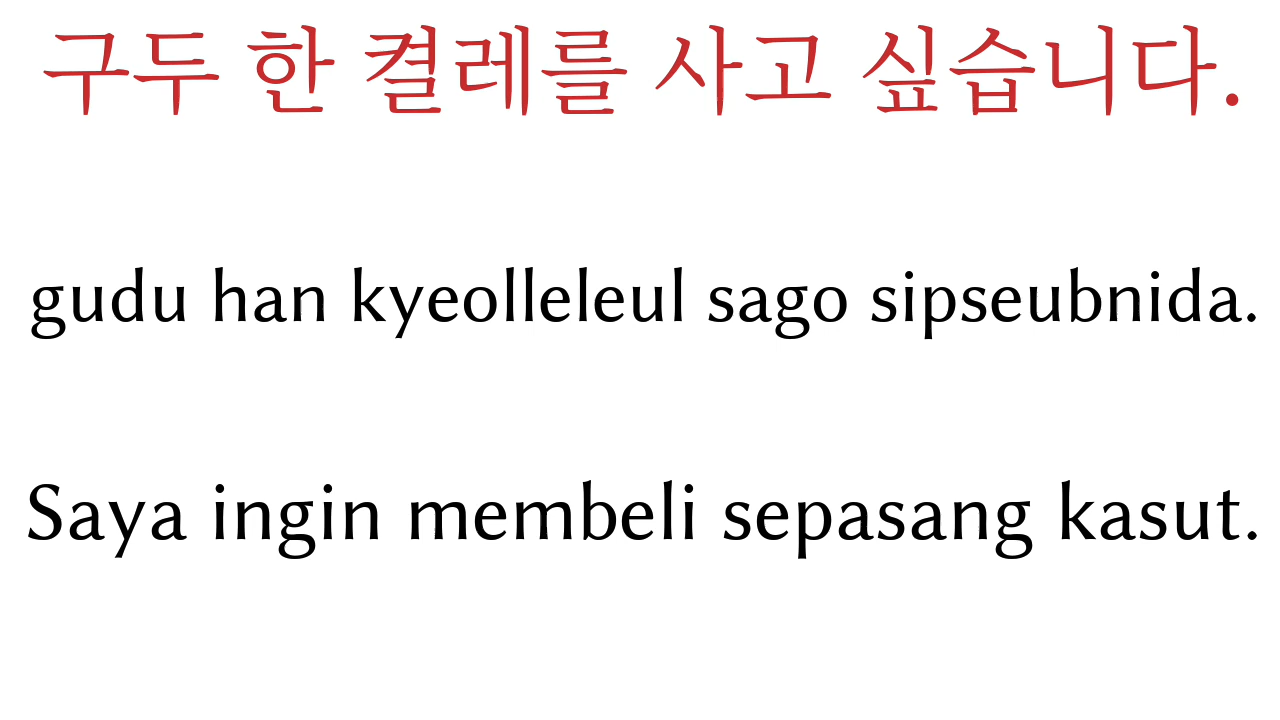 구두 한 켤레를 사고 싶습니다.
gudu han kyeolleleul sago sipseubnida.
Saya ingin membeli sepasang kasut.